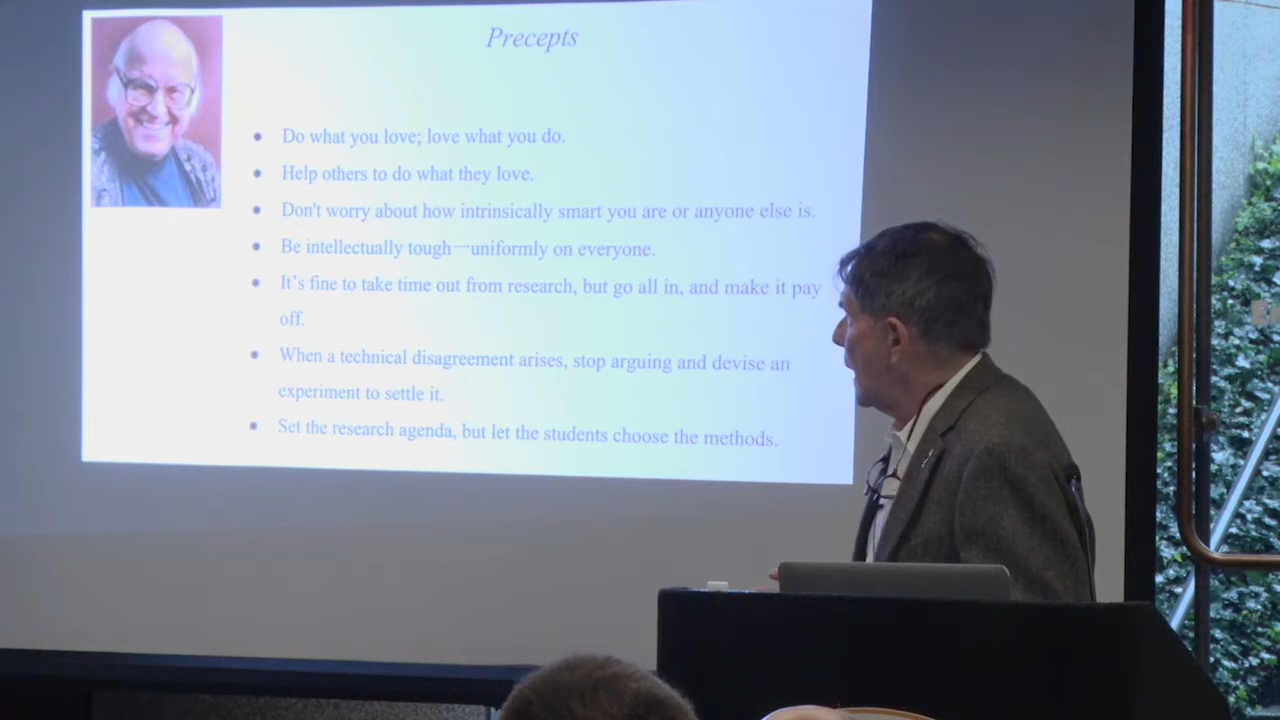 Precepts
● Do what you love; love what you do.
● Help others to do what they love.
● Don't worry about how intrinsically smart you are or anyone else is.
● Be intellectually tough—uniformly on everyone.
● It's fine to take time out from research, but go all in, and make it pay
off.
● When a technical disagreement arises, stop arguing and devise an
experiment to settle it.
● Set the research agenda, but let the students choose the methods.